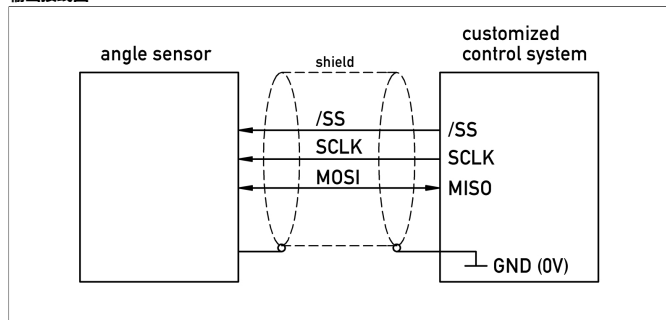 customized
angle sensor
control system
shield
/SS
/SS
SCLK
SCLK
MOSI
MISO
GND (0V)